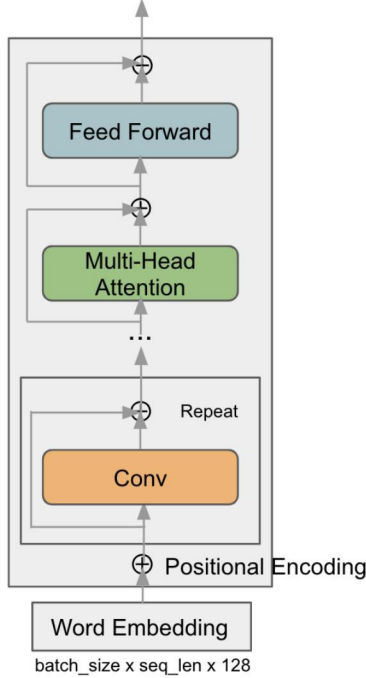 Feed Forward
Multi-Head
Attention
...
Repeat
Conv
Positional Encoding
Word Embedding
batch_size x seq_len x 128